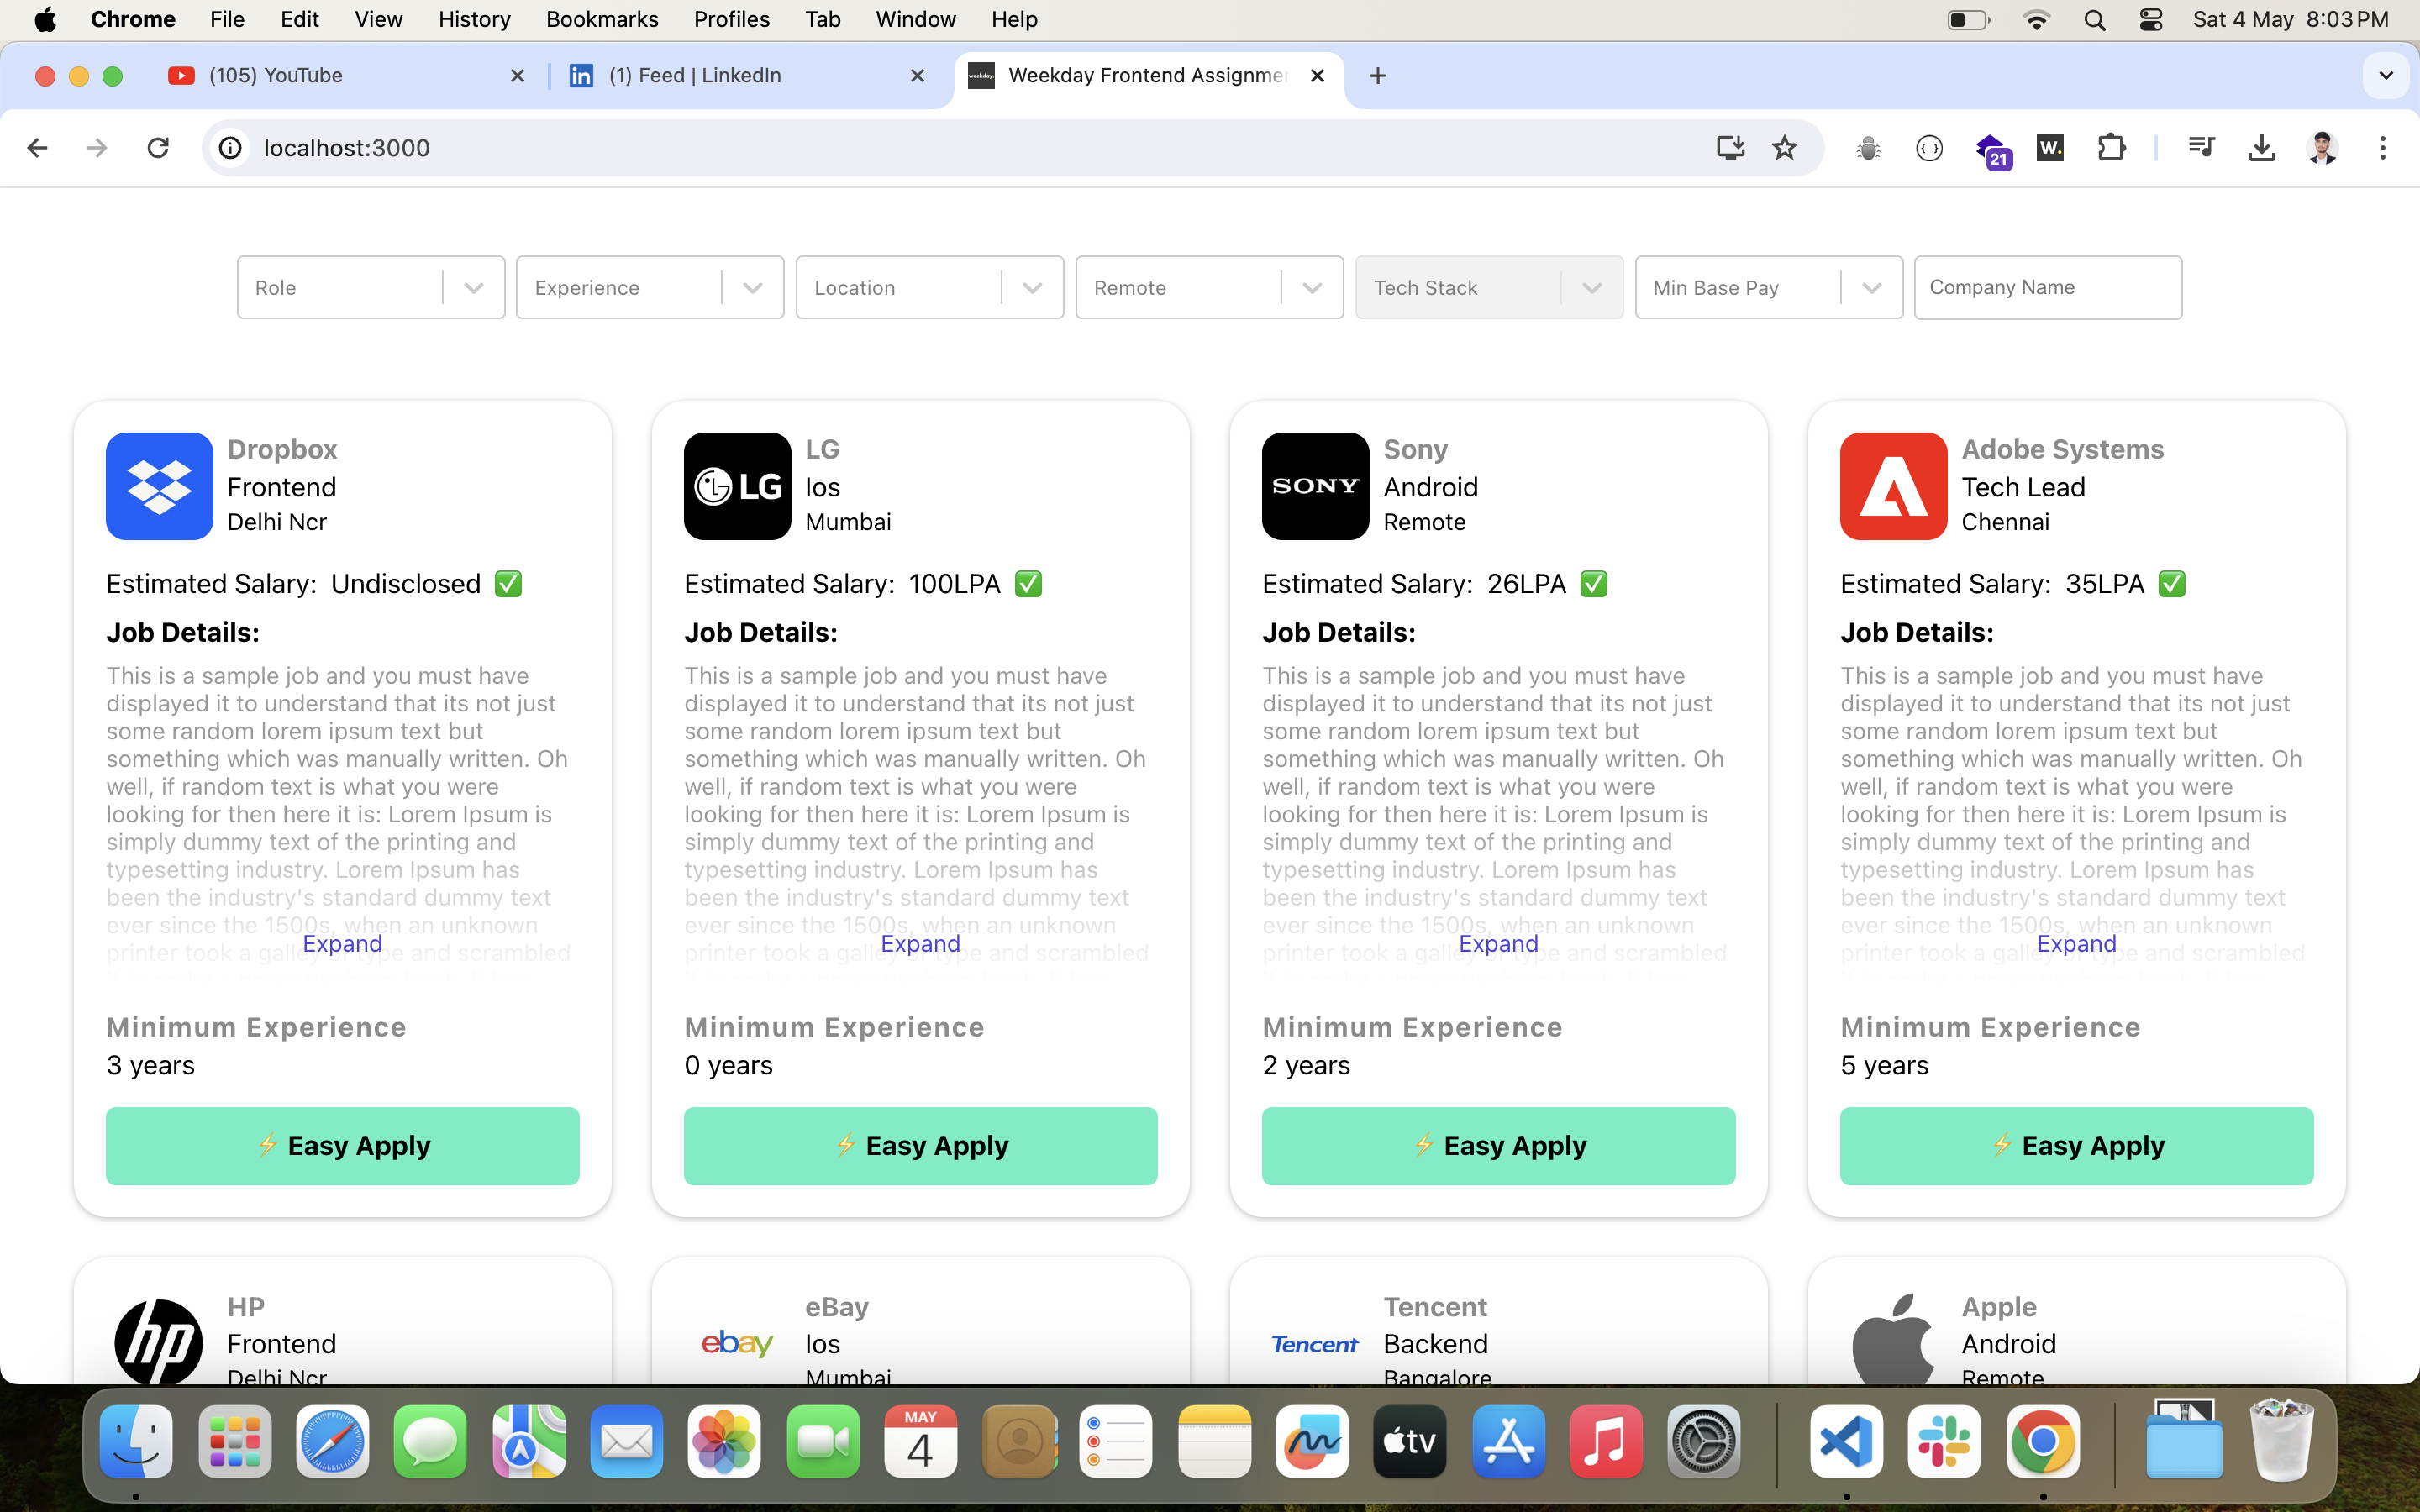 Chrome File Edit View History Bookmarks Profiles Tab Window Help Sat 4 May 8:03 PM
(105) YouTube (1) Feed | LinkedIn Weekday Frontend Assignmer
localhost:3000 21 W.
Role Experience Location Remote Tech Stack Min Base Pay Company Name
Dropbox
Frontend
Delhi Ncr
Estimated Salary: Undisclosed ✅
Job Details:
This is a sample job and you must have
displayed it to understand that its not just
some random lorem ipsum text but
something which was manually written. Oh
well, if random text is what you were
looking for then here it is: Lorem Ipsum is
simply dummy text of the printing and
typesetting industry. Lorem Ipsum has
been the industry's standard dummy text
ever since the 1500s, when an unknown
printer took a galley of type and scrambled
Expand
Minimum Experience
3 years
⚡ Easy Apply
LG
LG
Ios
Mumbai
Estimated Salary: 100LPA ✅
Job Details:
This is a sample job and you must have
displayed it to understand that its not just
some random lorem ipsum text but
something which was manually written. Oh
well, if random text is what you were
looking for then here it is: Lorem Ipsum is
simply dummy text of the printing and
typesetting industry. Lorem Ipsum has
been the industry's standard dummy text
ever since the 1500s, when an unknown
printer took a galley of type and scrambled
Expand
Minimum Experience
0 years
⚡ Easy Apply
SONY
Sony
Android
Remote
Estimated Salary: 26LPA ✅
Job Details:
This is a sample job and you must have
displayed it to understand that its not just
some random lorem ipsum text but
something which was manually written. Oh
well, if random text is what you were
looking for then here it is: Lorem Ipsum is
simply dummy text of the printing and
typesetting industry. Lorem Ipsum has
been the industry's standard dummy text
ever since the 1500s, when an unknown
printer took a galley of type and scrambled
Expand
Minimum Experience
2 years
⚡ Easy Apply
Adobe Systems
Tech Lead
Chennai
Estimated Salary: 35LPA ✅
Job Details:
This is a sample job and you must have
displayed it to understand that its not just
some random lorem ipsum text but
something which was manually written. Oh
well, if random text is what you were
looking for then here it is: Lorem Ipsum is
simply dummy text of the printing and
typesetting industry. Lorem Ipsum has
been the industry's standard dummy text
ever since the 1500s, when an unknown
printer took a galley of type and scrambled
Expand
Minimum Experience
5 years
⚡ Easy Apply
hp
HP
Frontend
Delhi Ncr
ebay
eBay
Ios
Mumbai
Tencent
Tencent
Backend
Bangalore
Apple
Android
Remote
MAY
4
tv